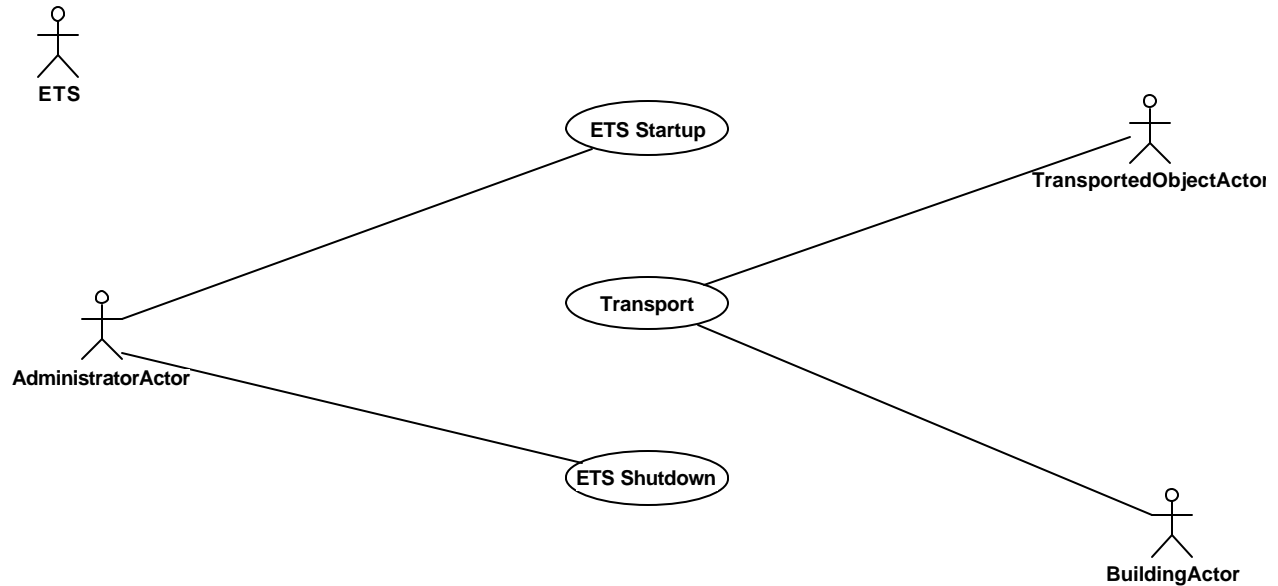 ETS
ETS Startup
TransportedObjectActor
Transport
AdministratorActor
ETS Shutdown
BuildingActor